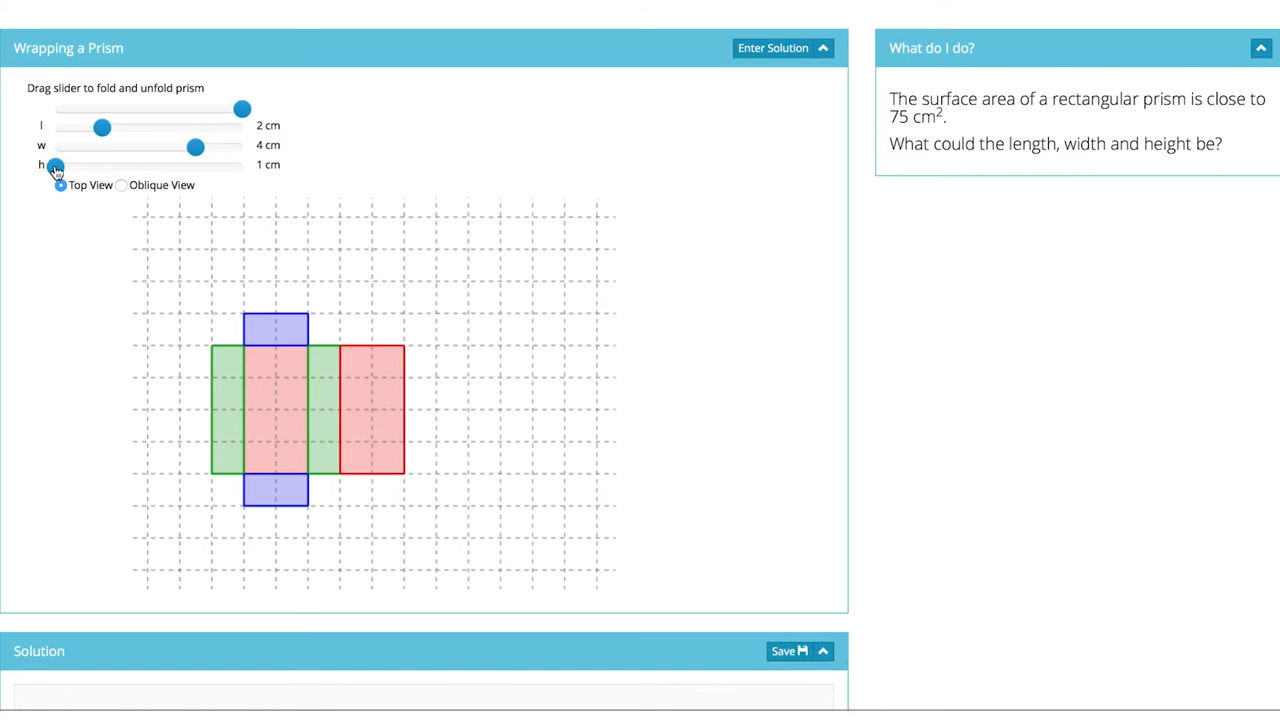 Wrapping a Prism
Enter Solution
Drag slider to fold and unfold prism
l 2 cm
w 4 cm
h 1 cm
Top View Oblique View
What do I do?
The surface area of a rectangular prism is close to
75 cm².
What could the length, width and height be?
Solution
Save